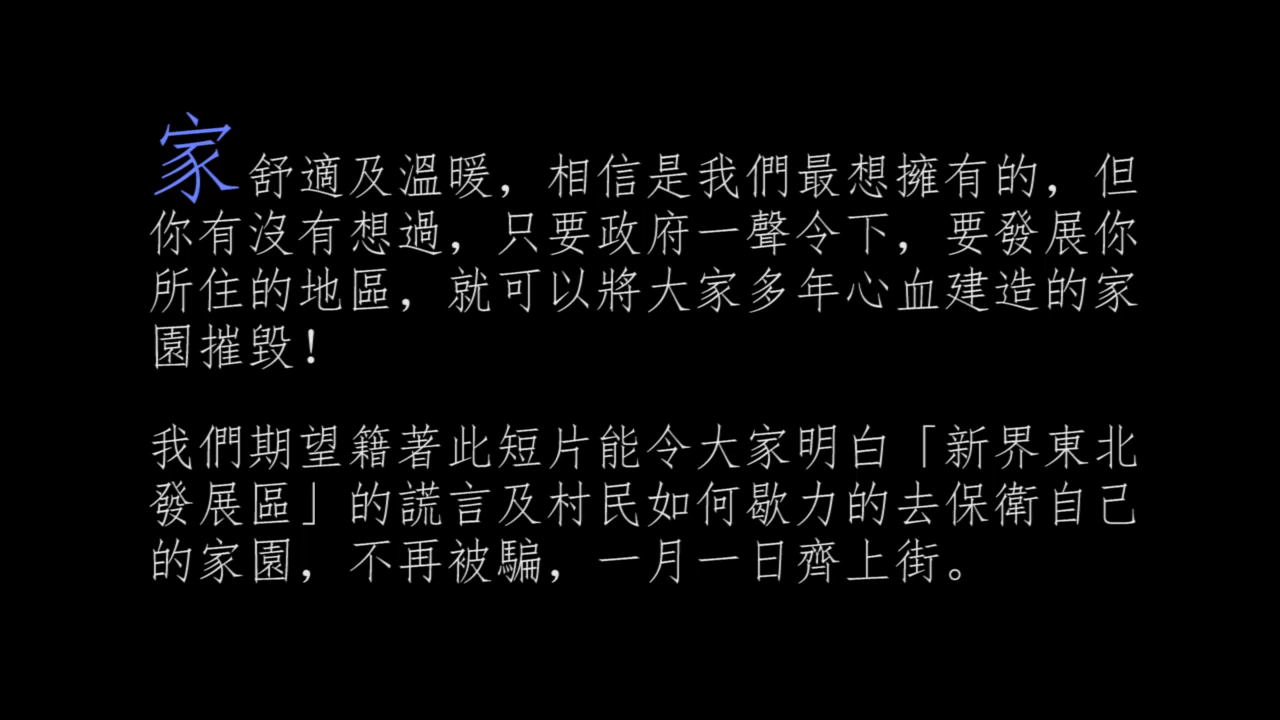 家舒適及溫暖，相信是我們最想擁有的，但
你有沒有想過，只要政府一聲令下，要發展你
所住的地區，就可以將大家多年心血建造的家
園摧毀！
我們期望籍著此短片能令大家明白「新界東北
發展區」的謊言及村民如何歇力的去保衛自己
的家園，不再被騙，一月一日齊上街。